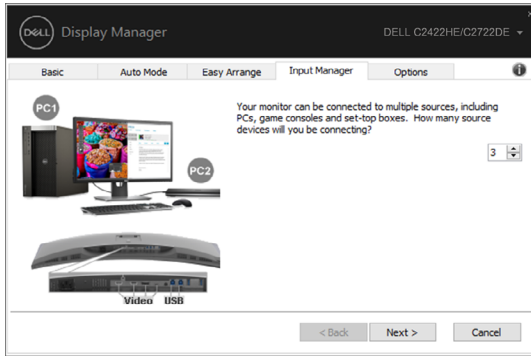 DELL Display Manager
DELL C2422HE/C2722DE
Basic Auto Mode Easy Arrange Input Manager Options
PC1
Your monitor can be connected to multiple sources, including
PCs, game consoles and set-top boxes. How many source
devices will you be connecting?
3
PC2
Video USB
< Back Next > Cancel